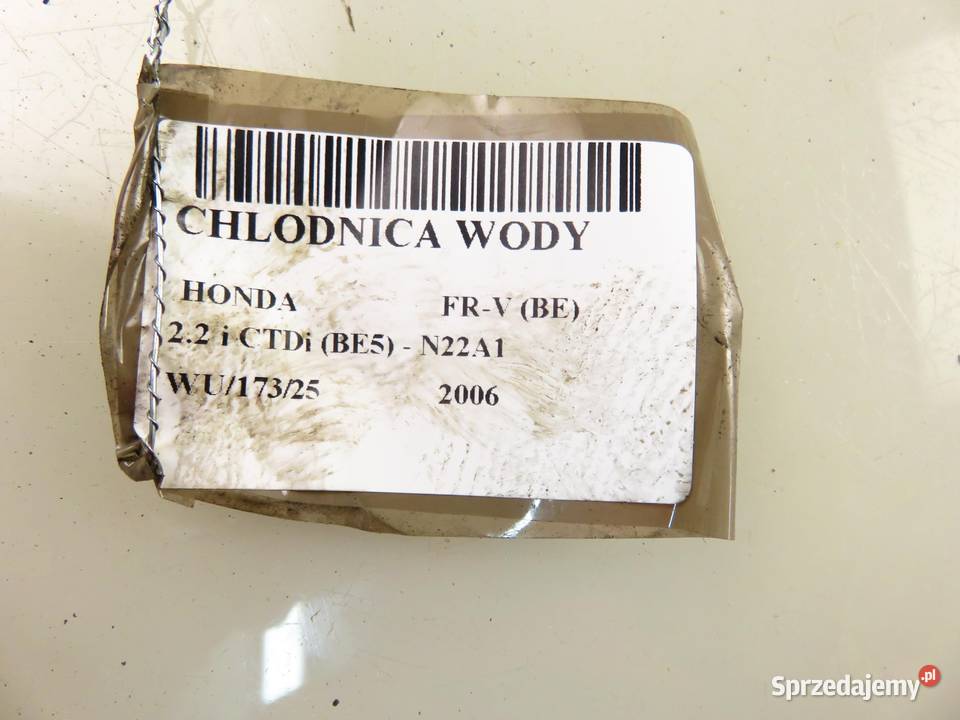 CHLODNICA WODY
HONDA FR-V (BE)
2.2 i CTDi (BE5) - N22A1
WU/173/25 2006
Sprzedajemy.pl